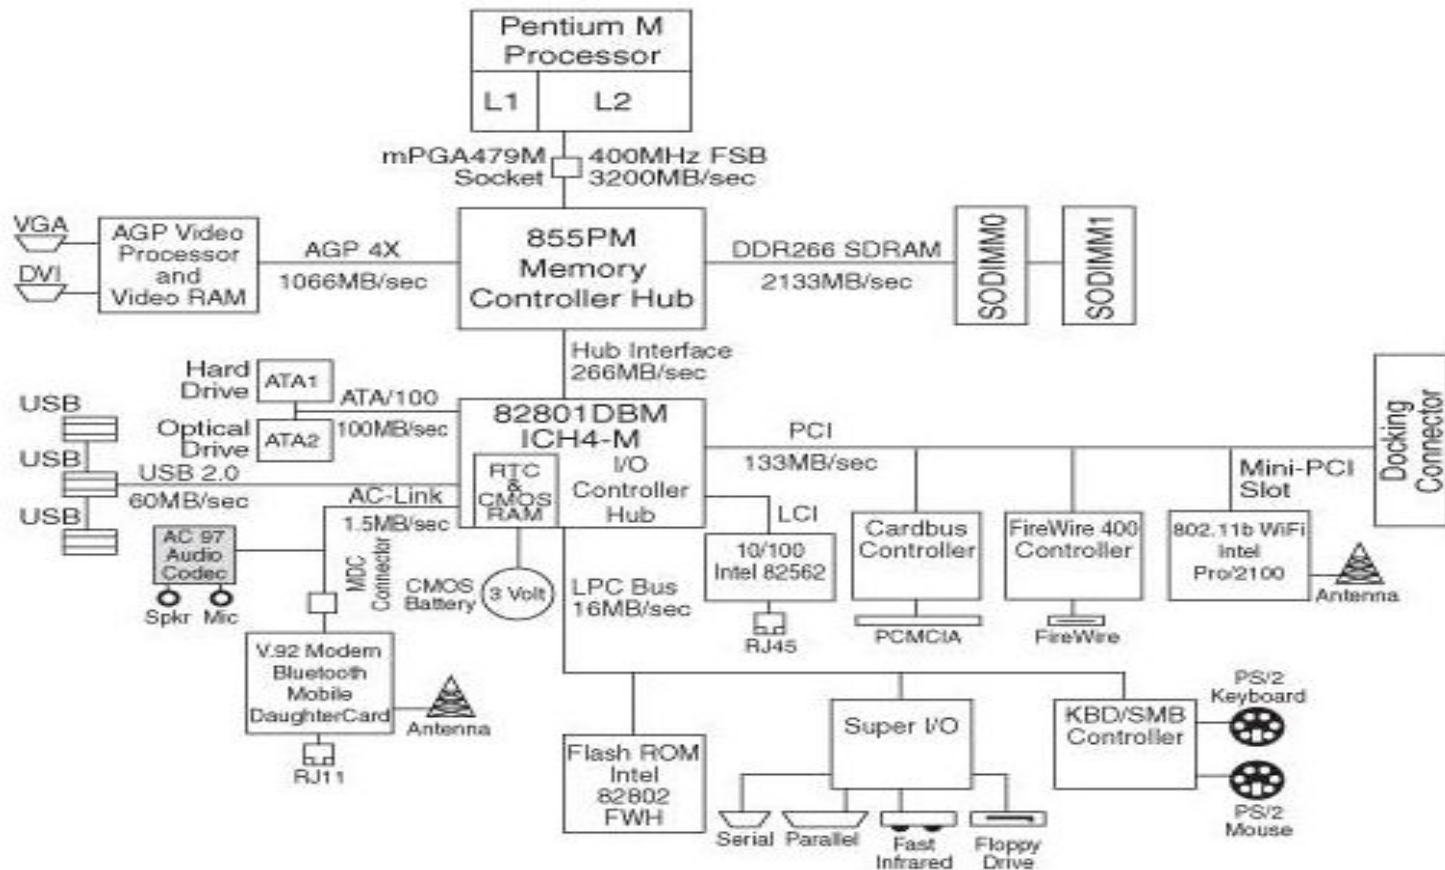 Pentium M
Processor
L1
L2
mPGA479M
Socket
400MHz FSB
3200MB/sec
VGA
DVI
AGP Video
Processor
and
Video RAM
AGP 4X
1066MB/sec
855PM
Memory
Controller Hub
DDR266 SDRAM
2133MB/sec
SODIMM0
SODIMM1
Hub Interface
266MB/sec
Hard
Drive
ATA1
Optical
Drive
ATA2
ATA/100
100MB/sec
USB
USB
USB
USB 2.0
60MB/sec
82801DBM
ICH4-M
I/O
Controller
Hub
RTC
&
CMOS
RAM
AC-Link
1.5MB/sec
PCI
133MB/sec
Docking
Connector
Mini-PCI
Slot
AC 97
Audio
Codec
Spkr
Mic
MDC
Connector
CMOS
Battery
3 Volt
LPC Bus
16MB/sec
LCI
10/100
Intel 82562
RJ45
Cardbus
Controller
PCMCIA
FireWire 400
Controller
FireWire
802.11b WiFi
Intel
Pro/2100
Antenna
V.92 Modem
Bluetooth
Mobile
DaughterCard
Antenna
RJ11
Flash ROM
Intel
82802
FWH
Super I/O
Serial
Parallel
Fast
Infrared
Floppy
Drive
KBD/SMB
Controller
PS/2
Keyboard
PS/2
Mouse